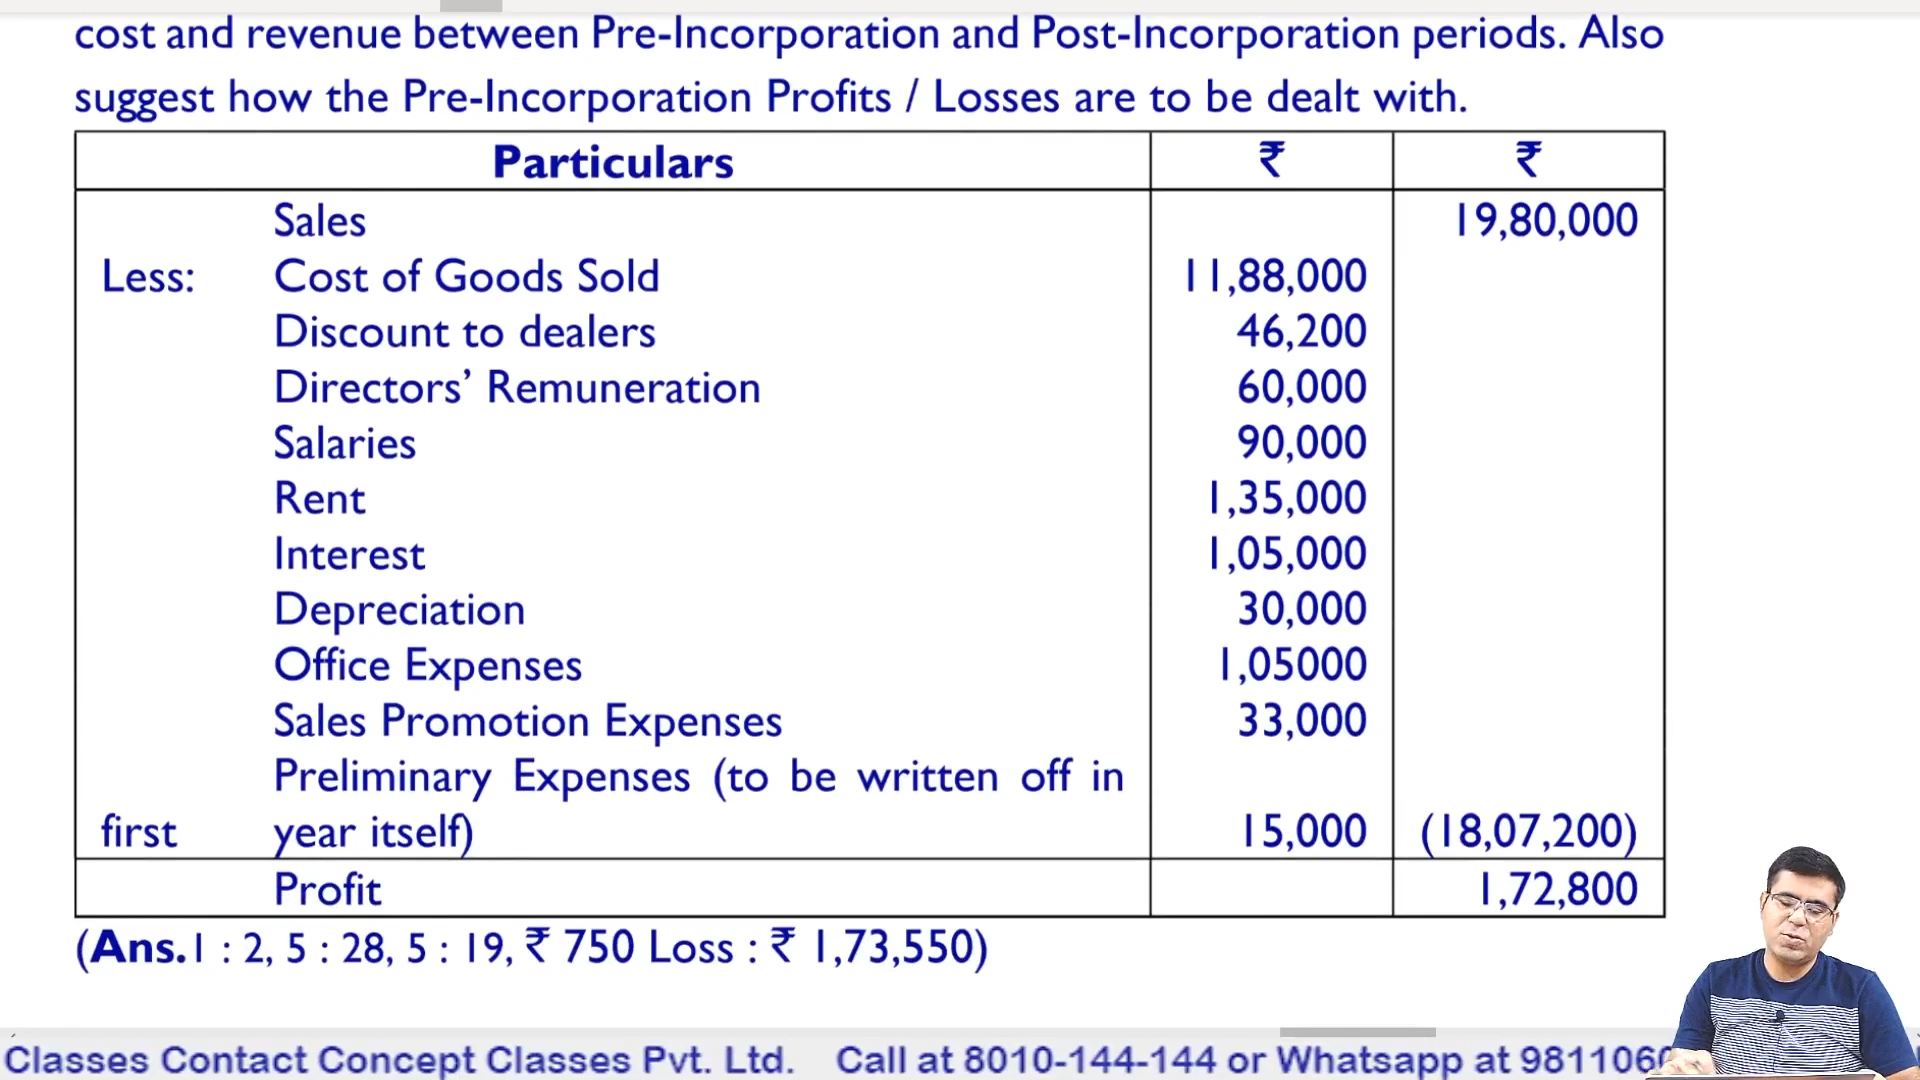 cost and revenue between Pre-Incorporation and Post-Incorporation periods. Also
suggest how the Pre-Incorporation Profits / Losses are to be dealt with.
Particulars ₹ ₹
Sales 19,80,000
Less: Cost of Goods Sold 11,88,000
Discount to dealers 46,200
Directors’ Remuneration 60,000
Salaries 90,000
Rent 1,35,000
Interest 1,05,000
Depreciation 30,000
Office Expenses 1,05000
Sales Promotion Expenses 33,000
Preliminary Expenses (to be written off in
first year itself) 15,000 (18,07,200)
Profit 1,72,800
(Ans.1 : 2, 5 : 28, 5 : 19, ₹ 750 Loss : ₹ 1,73,550)
Classes Contact Concept Classes Pvt. Ltd. Call at 8010-144-144 or Whatsapp at